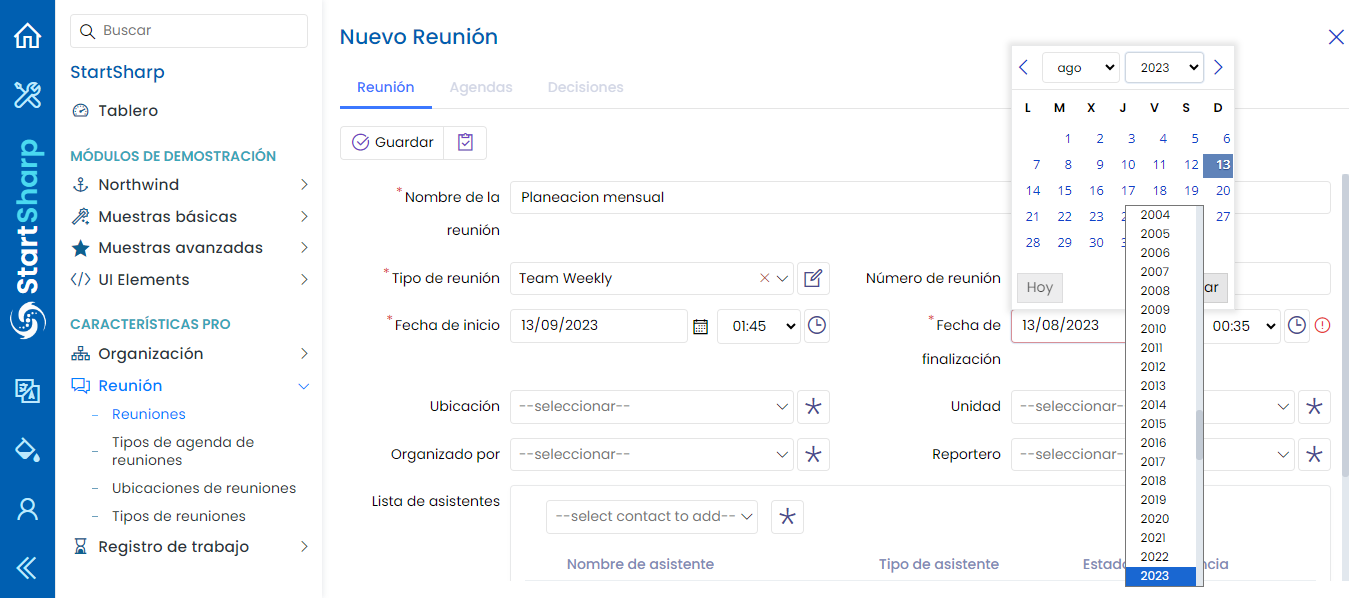 Buscar
StartSharp
Tablero
MÓDULOS DE DEMOSTRACIÓN
Northwind
Muestras básicas
Muestras avanzadas
UI Elements
CARACTERÍSTICAS PRO
Organización
Reunión
Reuniones
Tipos de agenda de
reuniones
Ubicaciones de reuniones
Tipos de reuniones
Registro de trabajo
StartSharp
Nuevo Reunión
Reunión Agendas Decisiones
Guardar
*Nombre de la
reunión
Planeacion mensual
*Tipo de reunión Team Weekly
Número de reunión
*Fecha de inicio 13/09/2023 01:45
*Fecha de
finalización
13/08/2023 00:35
Ubicación --seleccionar--
Unidad --seleccionar-
Organizado por --seleccionar--
Reportero --seleccionar-
Lista de asistentes
--select contact to add--
Nombre de asistente Tipo de asistente
ago 2023
L M X J V S D
1 2 3 4 5 6
7 8 9 10 11 12 13
14 15 16 17 18 19 20
21 22 23 27
28 29 30
Hoy
2004
2005
2006
2007
2008
2009
2010
2011
2012
2013
2014
2015
2016
2017
2018
2019
2020
2021
2022
2023